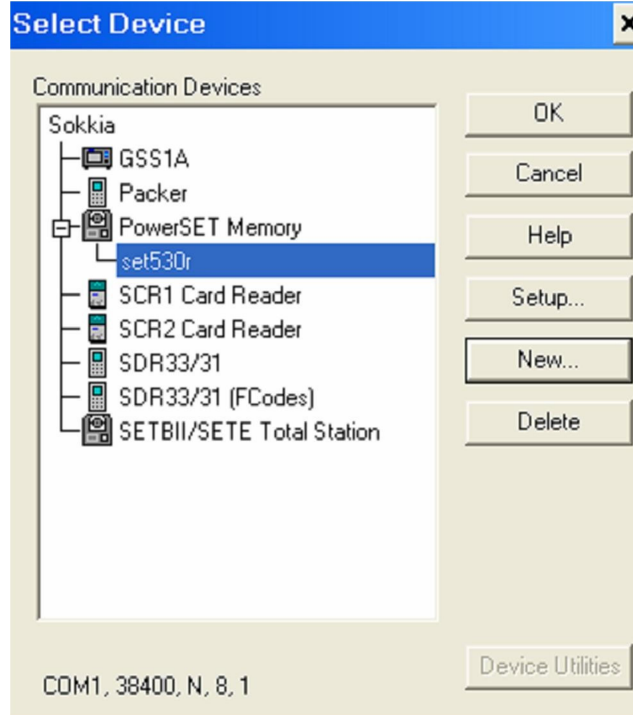 Select Device
Communication Devices
Sokkia
GSS1A
Packer
PowerSET Memory
set530r
SCR1 Card Reader
SCR2 Card Reader
SDR33/31
SDR33/31 (FCodes)
SETBII/SETE Total Station
OK
Cancel
Help
Setup...
New...
Delete
Device Utilities
COM1, 38400, N, 8, 1